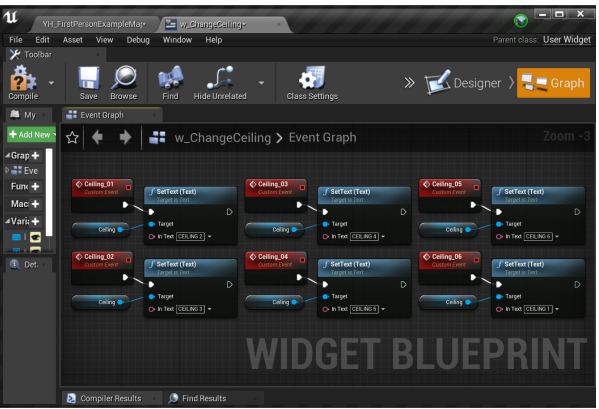 YH_FirstPersonExampleMap•
w_ChangeCeiling•
File Edit Asset View Debug Window Help
Parent class: User Widget
Toolbar
Compile
Save
Browse
Find
Hide Unrelated
Class Settings
Designer
Graph
My
Event Graph
+ Add New
w_ChangeCeiling > Event Graph
Zoom -3
Grap
Eve
Func
Mac
Varia
Det
Ceiling_01
Custom Event
SetText (Text)
Target is Text
Ceiling
Target
In Text CEILING 2
Ceiling_03
Custom Event
SetText (Text)
Target is Text
Ceiling
Target
In Text CEILING 4
Ceiling_05
Custom Event
SetText (Text)
Target is Text
Ceiling
Target
In Text CEILING 6
Ceiling_02
Custom Event
SetText (Text)
Target is Text
Ceiling
Target
In Text CEILING 3
Ceiling_04
Custom Event
SetText (Text)
Target is Text
Ceiling
Target
In Text CEILING 5
Ceiling_06
Custom Event
SetText (Text)
Target is Text
Ceiling
Target
In Text CEILING 1
WIDGET BLUEPRINT
Compiler Results
Find Results